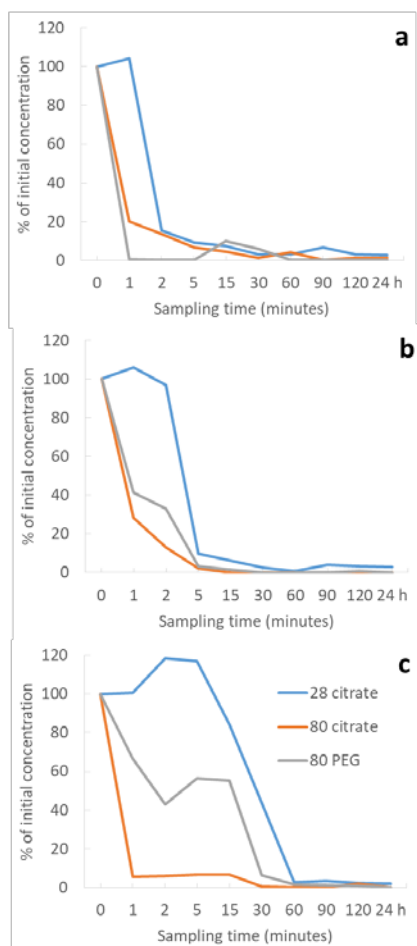 a
120
100
80
60
40
20
0
% of initial concentration
0 1 2 5 15 30 60 90 120 24 h
Sampling time (minutes)
b
120
100
80
60
40
20
0
% of initial concentration
0 1 2 5 15 30 60 90 120 24 h
Sampling time (minutes)
c
120
100
80
60
40
20
0
% of initial concentration
28 citrate
80 citrate
80 PEG
0 1 2 5 15 30 60 90 120 24 h
Sampling time (minutes)